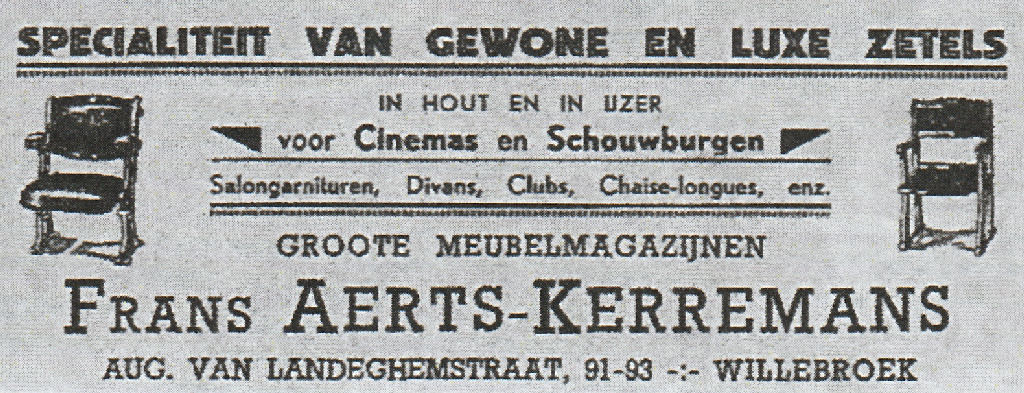 SPECIALITEIT VAN GEWONE EN LUXE ZETELS
IN HOUT EN IN IJZER
voor Cinemas en Schouwburgen
Salongarnituren, Divans, Clubs, Chaise-longues, enz.
GROOTE MEUBELMAGAZIJNEN
FRANS AERTS-KERREMANS
AUG. VAN LANDEGHEMSTRAAT, 91-93 -:- WILLEBROEK